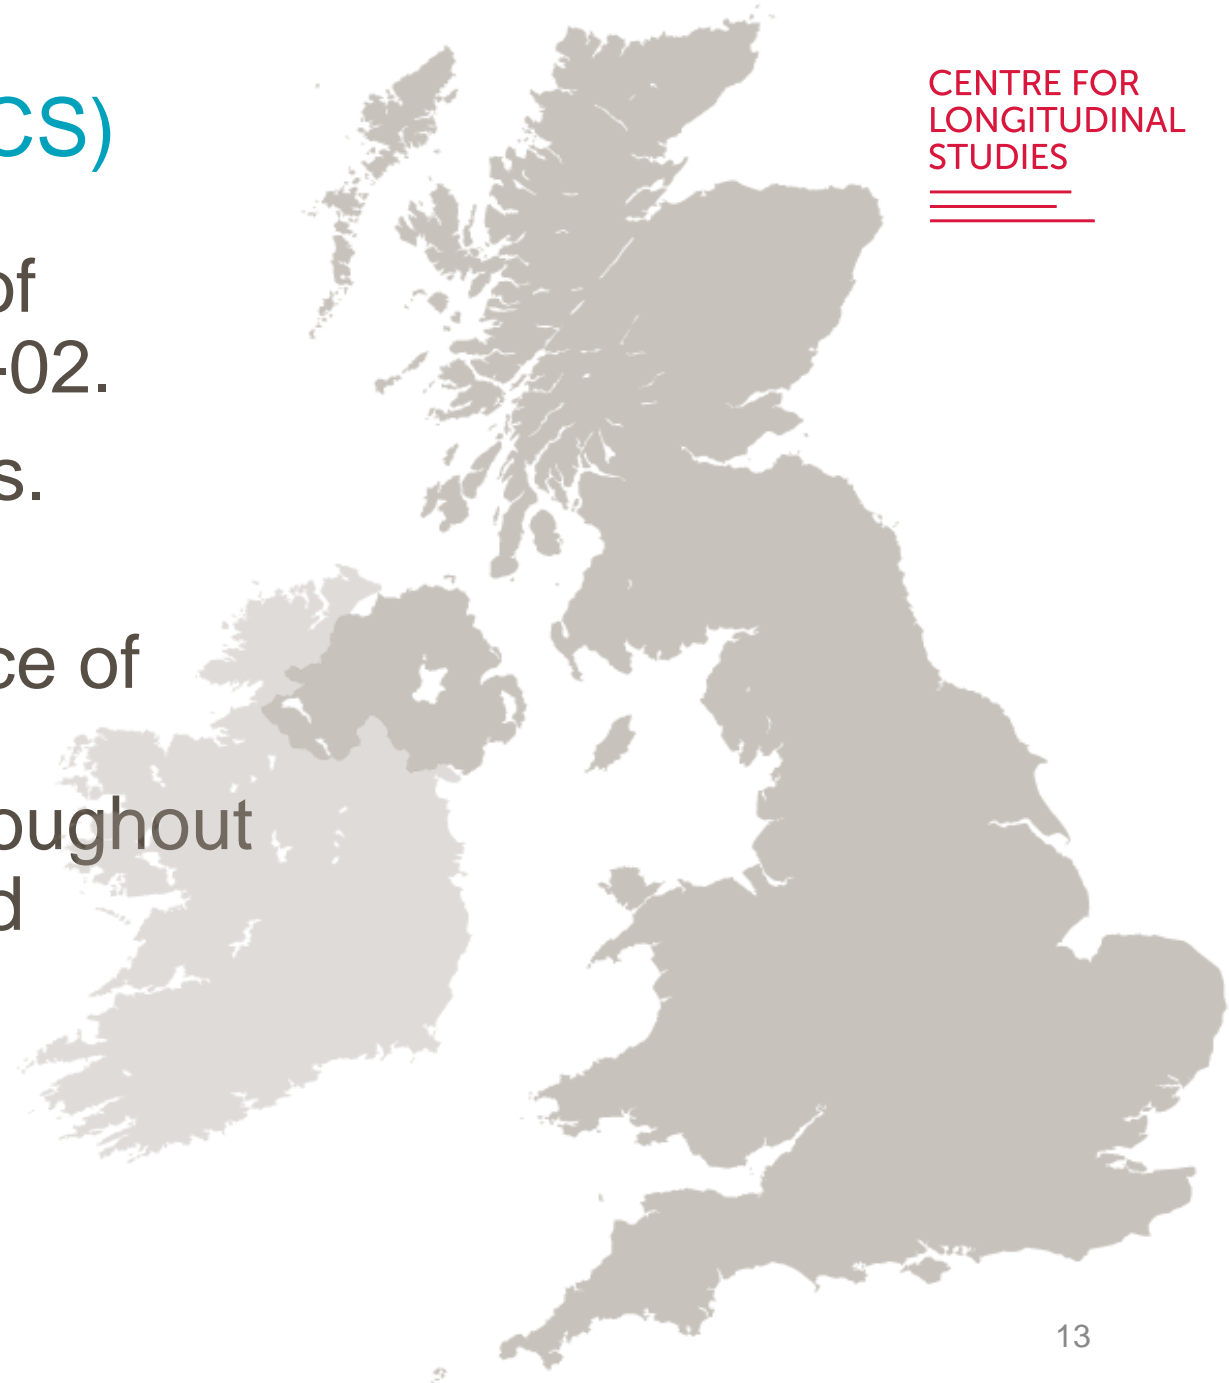 CS)
CENTRE FOR
LONGITUDINAL
STUDIES
of
-02.
s.
ce of
oughout
d
13